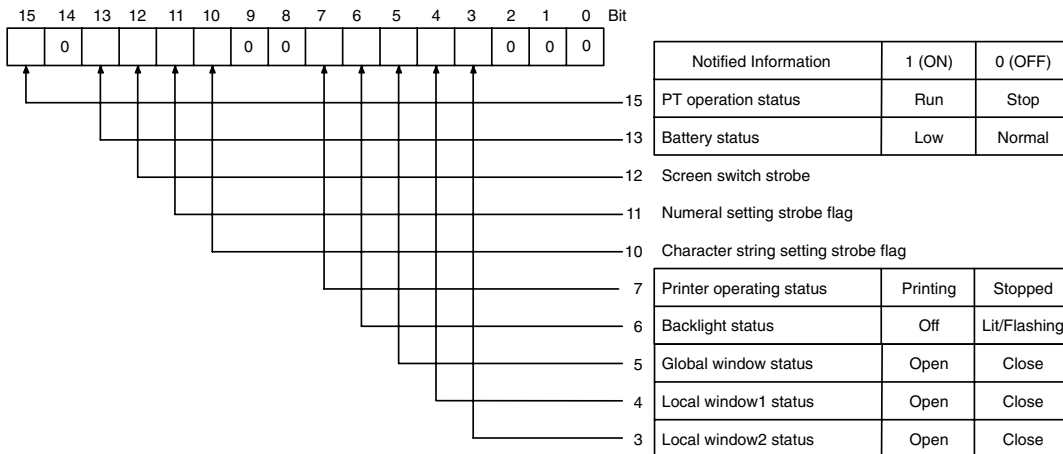 15 14 13 12 11 10 9 8 7 6 5 4 3 2 1 0 Bit
0 0 0 0 0 0
Notified Information 1 (ON) 0 (OFF)
15 PT operation status Run Stop
13 Battery status Low Normal
12 Screen switch strobe
11 Numeral setting strobe flag
10 Character string setting strobe flag
7 Printer operating status Printing Stopped
6 Backlight status Off Lit/Flashing
5 Global window status Open Close
4 Local window1 status Open Close
3 Local window2 status Open Close